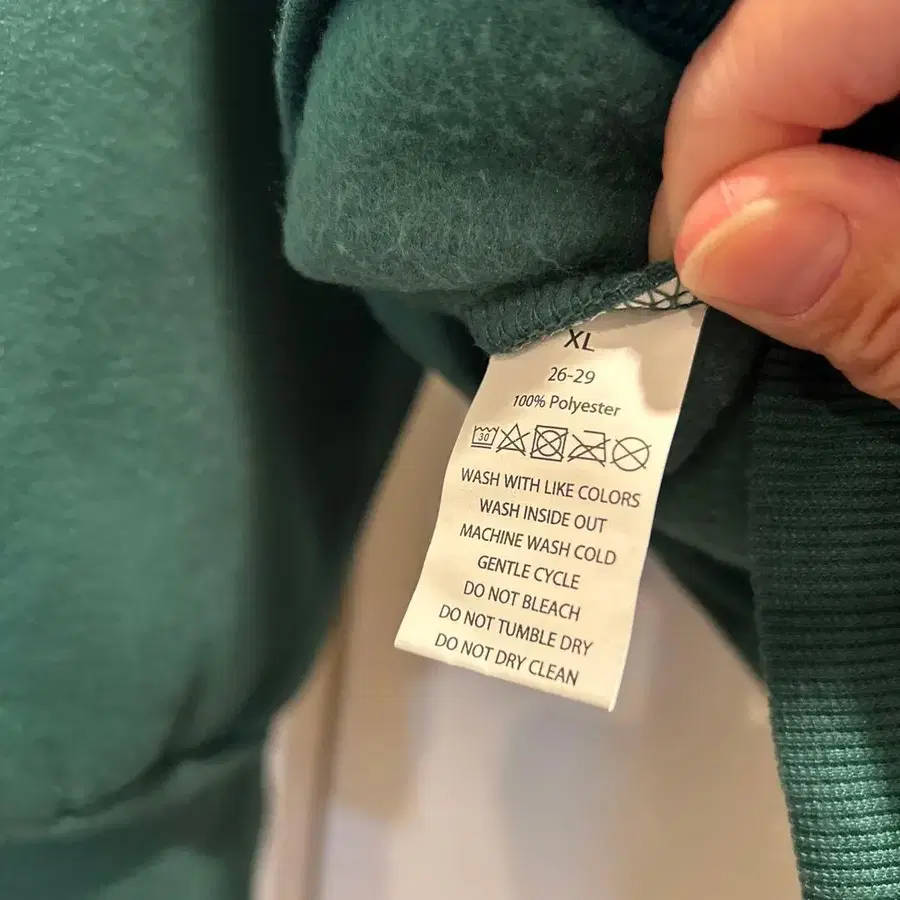 XL
26-29
100% Polyester
30
WASH WITH LIKE COLORS
WASH INSIDE OUT
MACHINE WASH COLD
GENTLE CYCLE
DO NOT BLEACH
DO NOT TUMBLE DRY
DO NOT DRY CLEAN